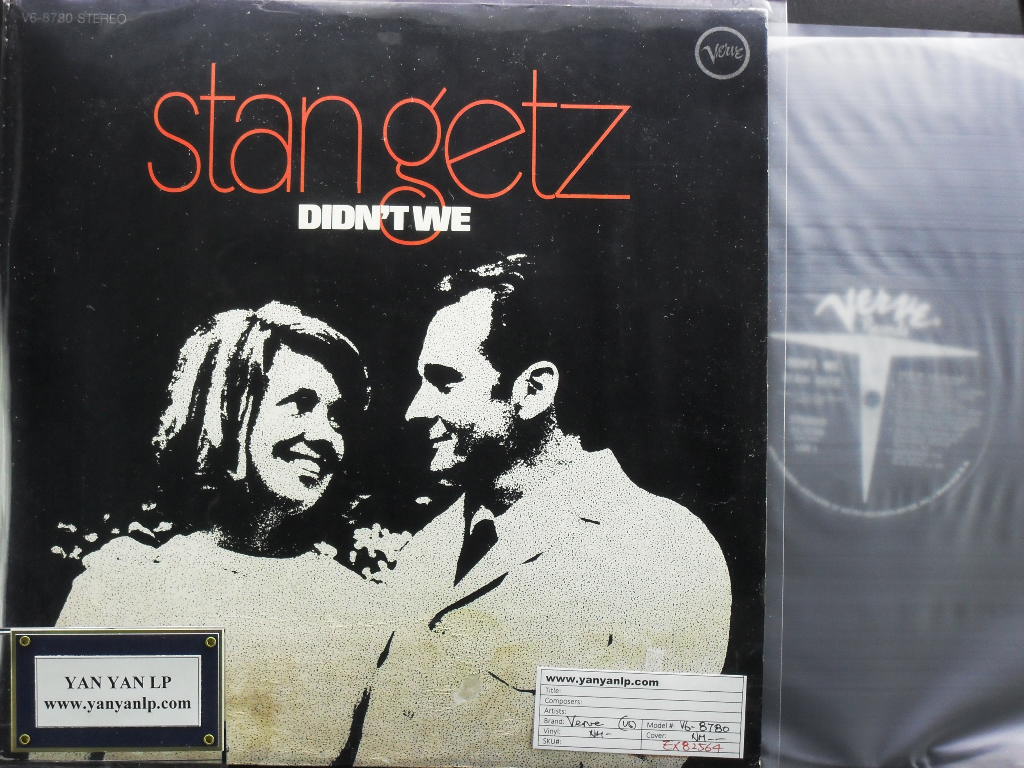 V6-8780 STEREO
Verve
stan getz
DIDN'T WE
Verve
YAN YAN LP
www.yanyanlp.com
www.yanyanlp.com
Title:
Composers:
Artists:
Brand: Verve (US) Model #: V6-8780
Vinyl: NM- Cover: NM--
SKU#: EX82564